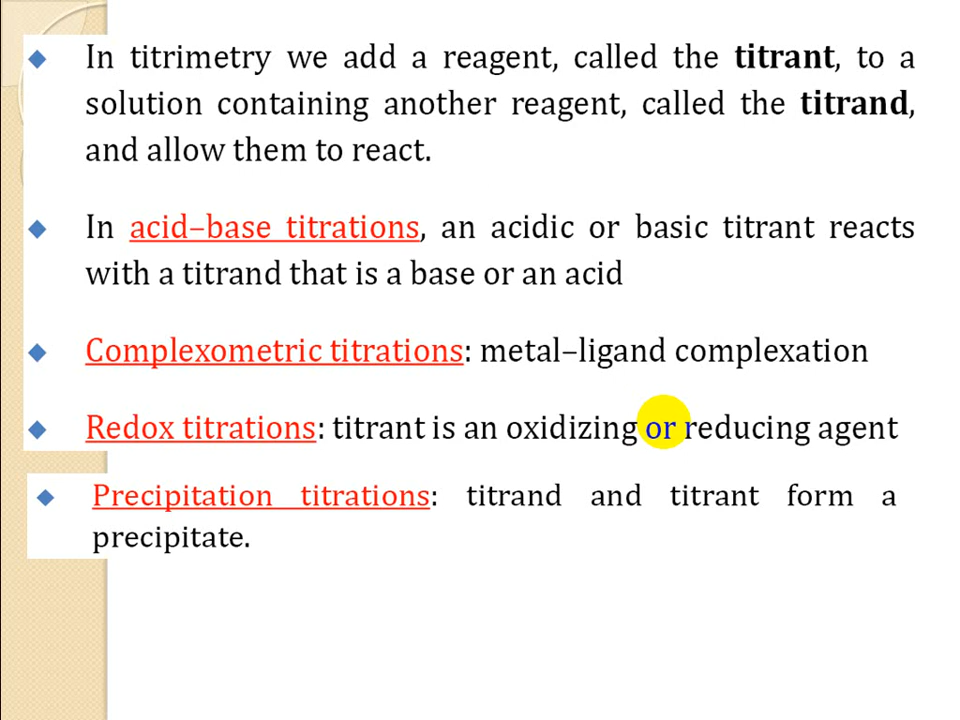 In titrimetry we add a reagent, called the titrant, to a
solution containing another reagent, called the titrand,
and allow them to react.
In acid–base titrations, an acidic or basic titrant reacts
with a titrand that is a base or an acid
Complexometric titrations: metal–ligand complexation
Redox titrations: titrant is an oxidizing or reducing agent
Precipitation titrations: titrand and titrant form a
precipitate.